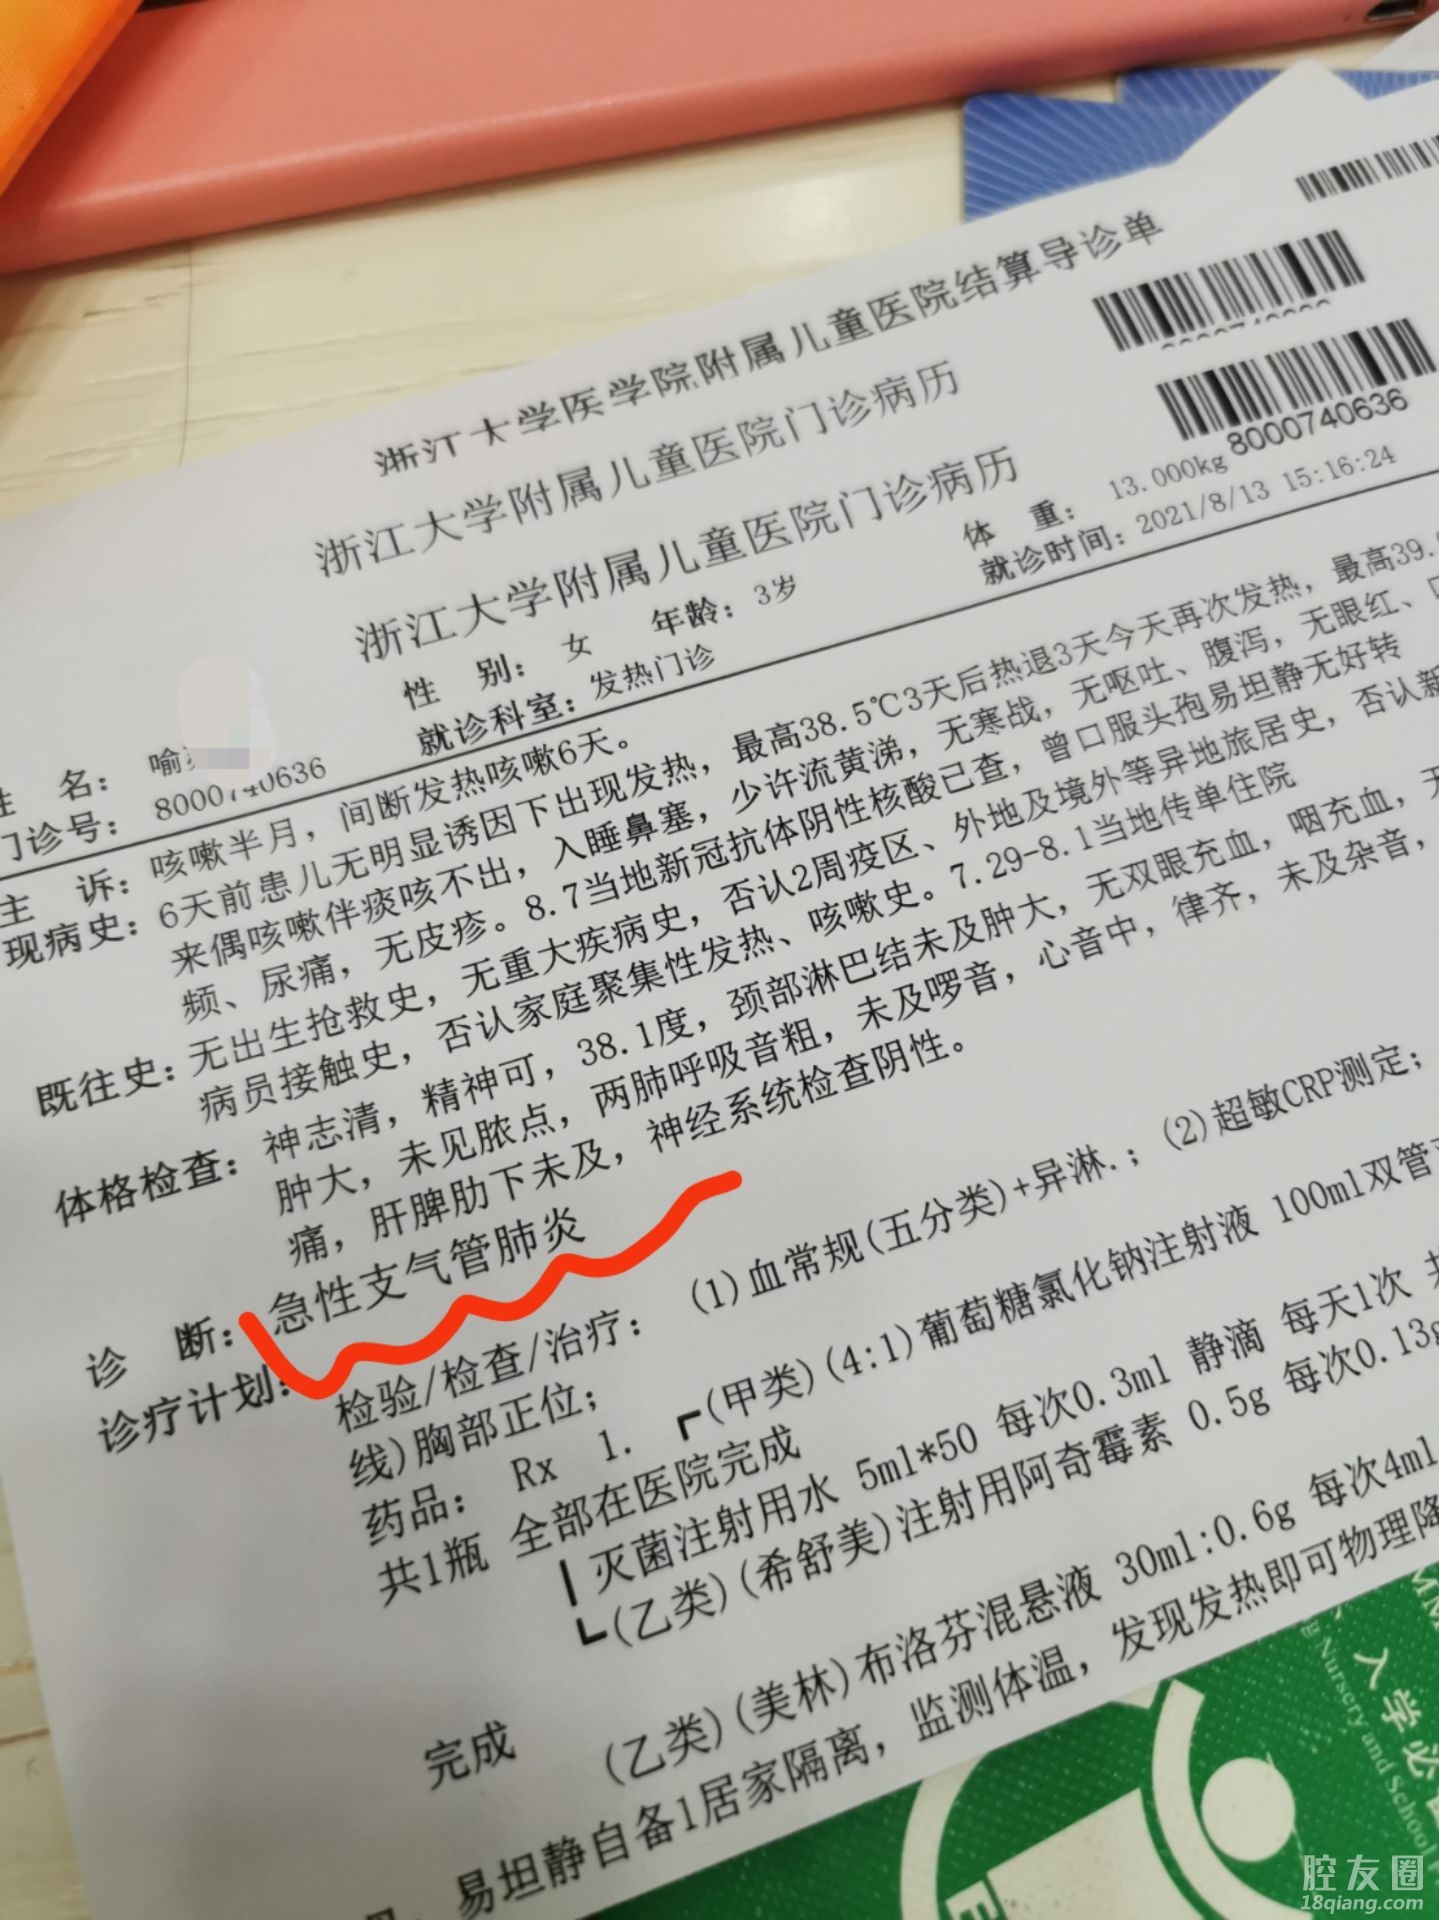 浙江大学医学院附属儿童医院结算导诊单
浙江大学附属儿童医院门诊病历
浙江大学附属儿童医院门诊病历
8000740636
体 重： 13.000kg
性 别： 女 年龄：3岁
就诊时间：2021/8/13 15:16:24
名： 喻
就诊科室：发热门诊
门诊号： 8000740636
主 诉：咳嗽半月，间断发热咳嗽6天。
现病史：6天前患儿无明显诱因下出现发热，最高38.5℃3天后热退3天今天再次发热，最高39.
来偶咳嗽伴痰咳不出，入睡鼻塞，少许流黄涕，无寒战，无呕吐、腹泻，无眼红、
频、尿痛，无皮疹。8.7当地新冠抗体阴性核酸已查，曾口服头孢易坦静无好转
既往史：无出生抢救史，无重大疾病史，否认2周疫区、外地及境外等异地旅居史，否认新
病员接触史，否认家庭聚集性发热、咳嗽史。7.29-8.1当地传单住院
体格检查：神志清，精神可，38.1度，颈部淋巴结未及肿大，无双眼充血，咽充血，
肿大，未见脓点，两肺呼吸音粗，未及啰音，心音中，律齐，未及杂音，
痛，肝脾肋下未及，神经系统检查阴性。
诊 断：急性支气管肺炎
诊疗计划：检验/检查/治疗： (1)血常规(五分类)+异淋.；(2)超敏CRP测定；
线)胸部正位；
药品： Rx 1. (甲类)(4:1)葡萄糖氯化钠注射液 100ml双管
共1瓶 全部在医院完成
灭菌注射用水 5ml*50 每次0.3ml 静滴 每天1次
(乙类)(希舒美)注射用阿奇霉素 0.5g 每次0.13g
完成
(乙类)(美林)布洛芬混悬液 30ml:0.6g 每次4ml
易坦静自备1居家隔离，监测体温，发现发热即可物理降
Nursery and School
入学必
腔友圈
18qiang.com